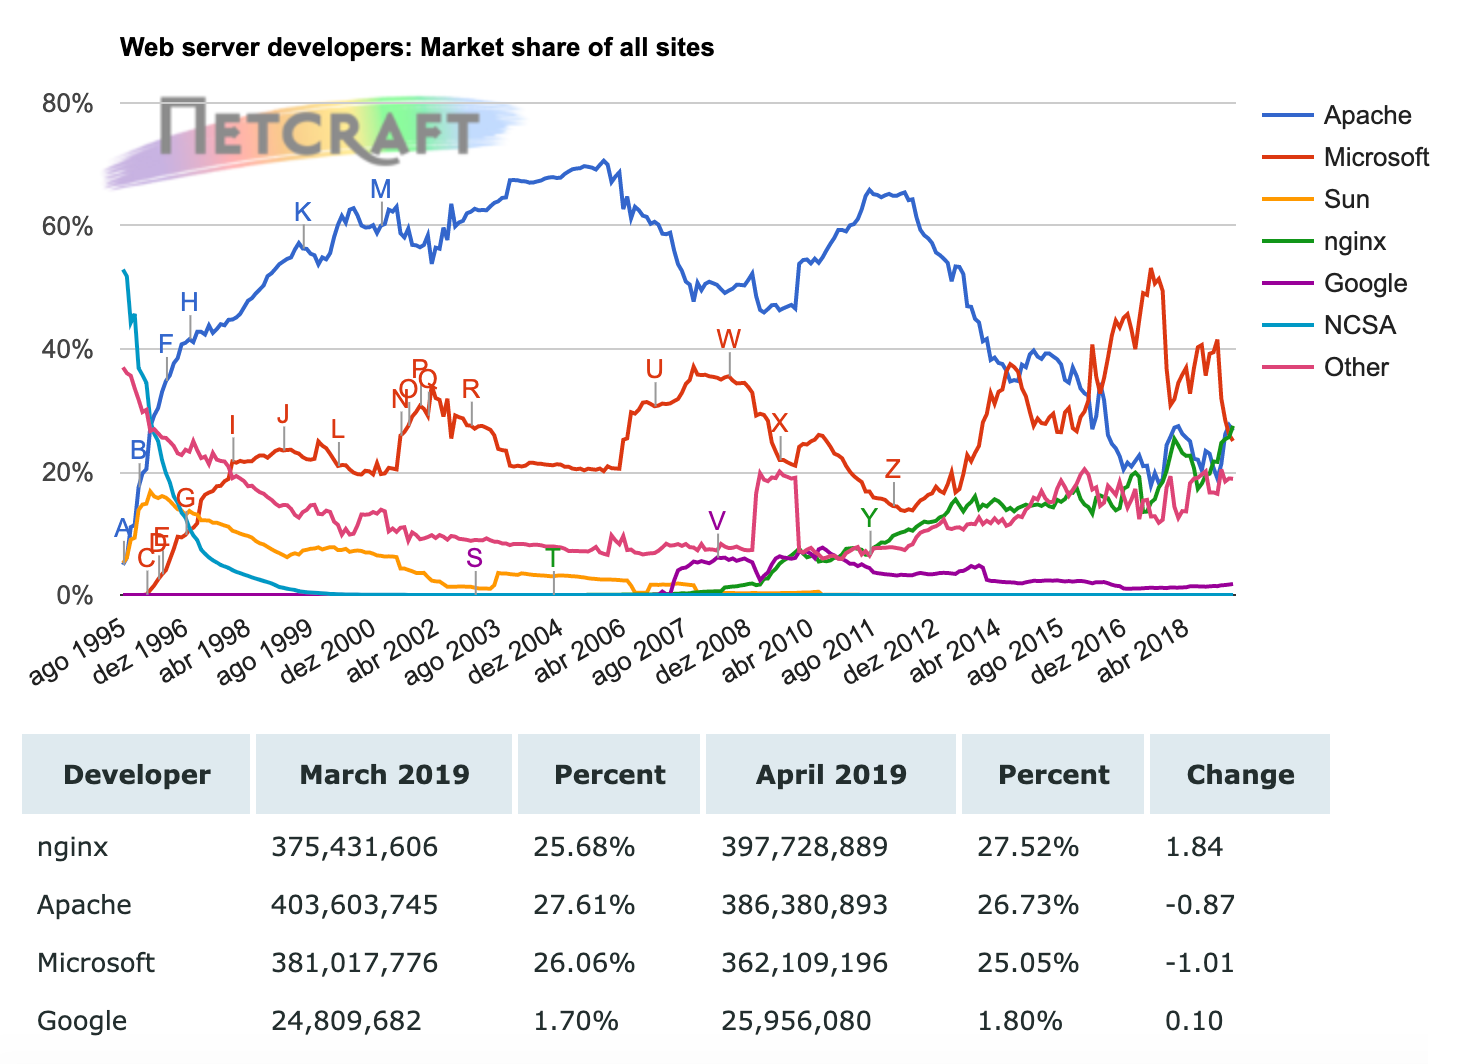 Web server developers: Market share of all sites
NETCRAFT
80%
60%
40%
20%
0%
A
B
C
D
E
F
G
H
I
J
K
L
M
N
O
P
Q
R
S
T
U
V
W
X
Y
Z
Apache
Microsoft
Sun
nginx
Google
NCSA
Other
ago 1995
dez 1996
abr 1998
ago 1999
dez 2000
abr 2002
ago 2003
dez 2004
abr 2006
ago 2007
dez 2008
abr 2010
ago 2011
dez 2012
abr 2014
ago 2015
dez 2016
abr 2018
Developer March 2019 Percent April 2019 Percent Change
nginx 375,431,606 25.68% 397,728,889 27.52% 1.84
Apache 403,603,745 27.61% 386,380,893 26.73% -0.87
Microsoft 381,017,776 26.06% 362,109,196 25.05% -1.01
Google 24,809,682 1.70% 25,956,080 1.80% 0.10